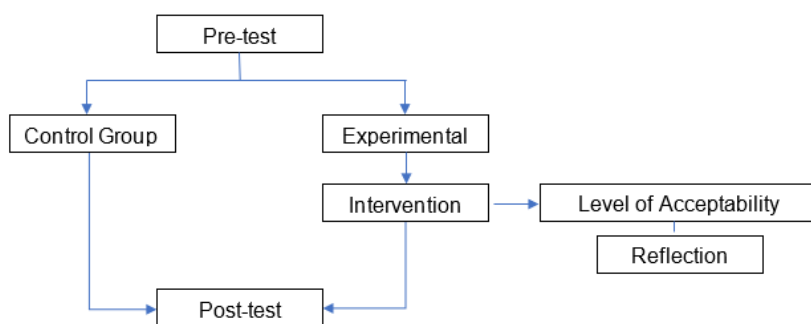 Pre-test
Control Group
Experimental
Intervention
Level of Acceptability
Reflection
Post-test